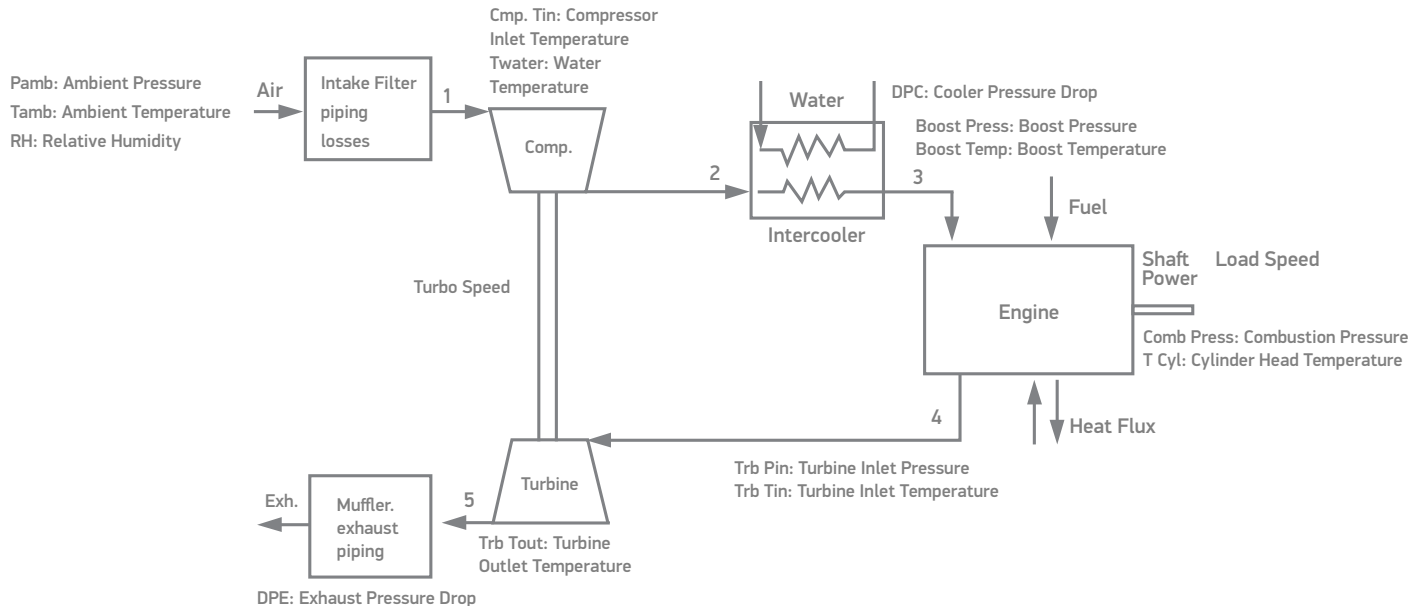 Cmp. Tin: Compressor
Inlet Temperature
Twater: Water
Temperature
Pamb: Ambient Pressure
Tamb: Ambient Temperature
RH: Relative Humidity
Air
Intake Filter
piping
losses
1
Comp.
2
Water
DPC: Cooler Pressure Drop
Boost Press: Boost Pressure
Boost Temp: Boost Temperature
3
Intercooler
Fuel
Turbo Speed
Engine
Shaft
Power
Load Speed
Comb Press: Combustion Pressure
T Cyl: Cylinder Head Temperature
4
Heat Flux
Trb Pin: Turbine Inlet Pressure
Trb Tin: Turbine Inlet Temperature
Turbine
5
Exh.
Muffler.
exhaust
piping
Trb Tout: Turbine
Outlet Temperature
DPE: Exhaust Pressure Drop